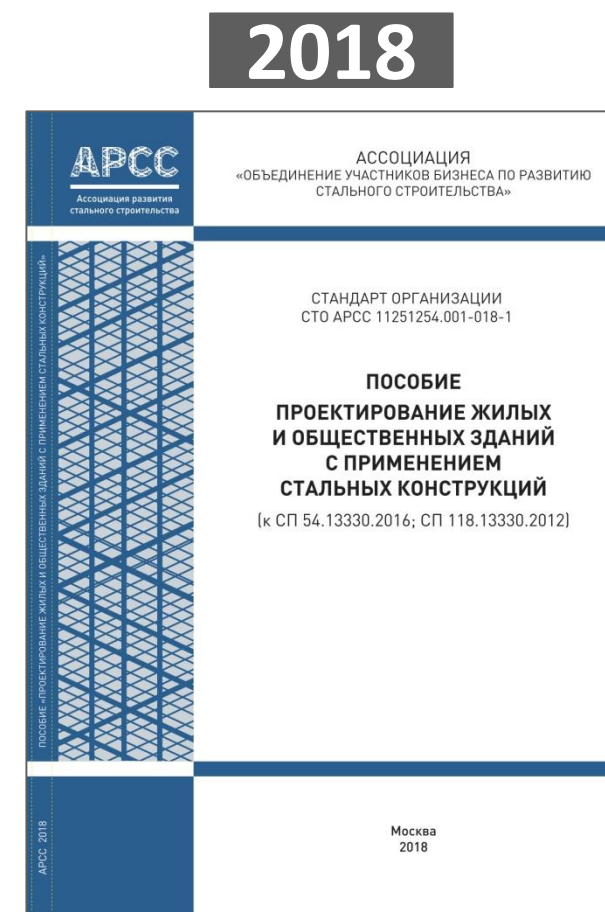 2018
АРСС
Ассоциация развития
стального строительства
АССОЦИАЦИЯ
«ОБЪЕДИНЕНИЕ УЧАСТНИКОВ БИЗНЕСА ПО РАЗВИТИЮ
СТАЛЬНОГО СТРОИТЕЛЬСТВА»
СТАНДАРТ ОРГАНИЗАЦИИ
СТО АРСС 11251254.001-018-1
ПОСОБИЕ
ПРОЕКТИРОВАНИЕ ЖИЛЫХ
И ОБЩЕСТВЕННЫХ ЗДАНИЙ
С ПРИМЕНЕНИЕМ
СТАЛЬНЫХ КОНСТРУКЦИЙ
(к СП 54.13330.2016; СП 118.13330.2012)
Москва
2018
ПОСОБИЕ «ПРОЕКТИРОВАНИЕ ЖИЛЫХ И ОБЩЕСТВЕННЫХ ЗДАНИЙ С ПРИМЕНЕНИЕМ СТАЛЬНЫХ КОНСТРУКЦИЙ»
АРСС 2018